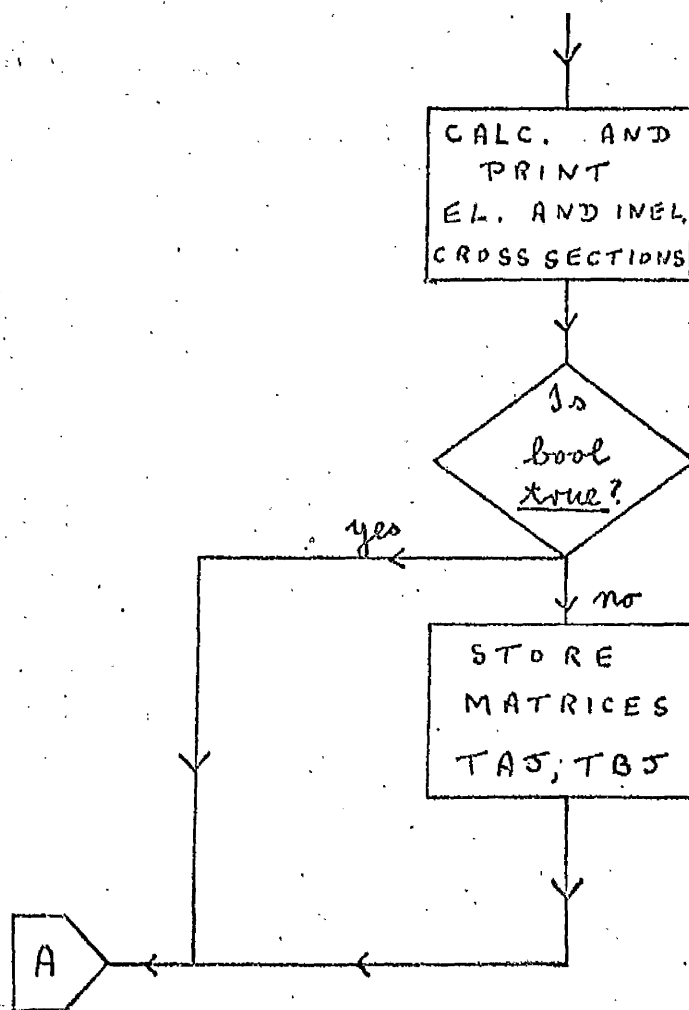 CALC. AND
PRINT
EL. AND INEL.
CROSS SECTIONS
Is
bool
true?
yes
no
STORE
MATRICES
TAJ; TBJ
A